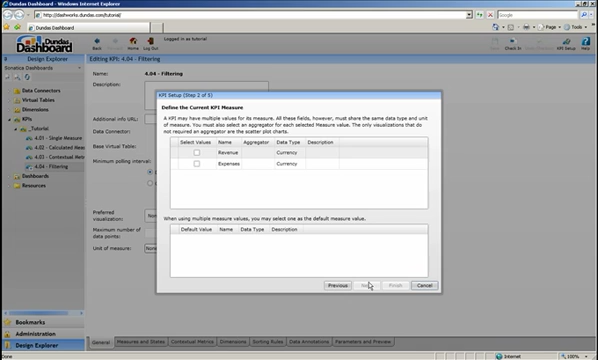 Dundas Dashboard - Windows Internet Explorer
http://dashworks.dundas.com/tutorial/
Google
Dundas Dashboard
Page
Tools
Dundas Dashboard
Back
Home
Log Out
Logged in as tutorial
Save
Check In
KPI Setup
Help
Design Explorer
Editing KPI: 4.04 - Filtering
Sonatica Dashboards
Data Connectors
Virtual Tables
Dimensions
KPIs
_Tutorial
4.01 - Single Measure
4.02 - Calculated Meas
4.03 - Contextual Metri
4.04 - Filtering
Dashboards
Resources
Name:
4.04 - Filtering
Description:
Additional info URL:
Data Connector:
Base Virtual Table:
Minimum polling interval:
Preferred visualization:
Maximum number of data points:
Unit of measure:
KPI Setup (Step 2 of 5)
Define the Current KPI Measure
A KPI may have multiple values for its measure. All these fields, however, must share the same data type and unit
of measure. You must also select an aggregator for each selected Measure value. The only visualizations that do
not required an aggregator are the scatter plot charts.
Select Values Name Aggregator Data Type Description
Revenue Currency
Expenses Currency
When using multiple measure values, you may select one as the default measure value.
Default Value Name Data Type Description
Previous
Finish
Cancel
Bookmarks
Administration
Design Explorer
General Measures and States Contextual Metrics Dimensions Sorting Rules Data Annotations Parameters and Preview
Done
Internet
100%